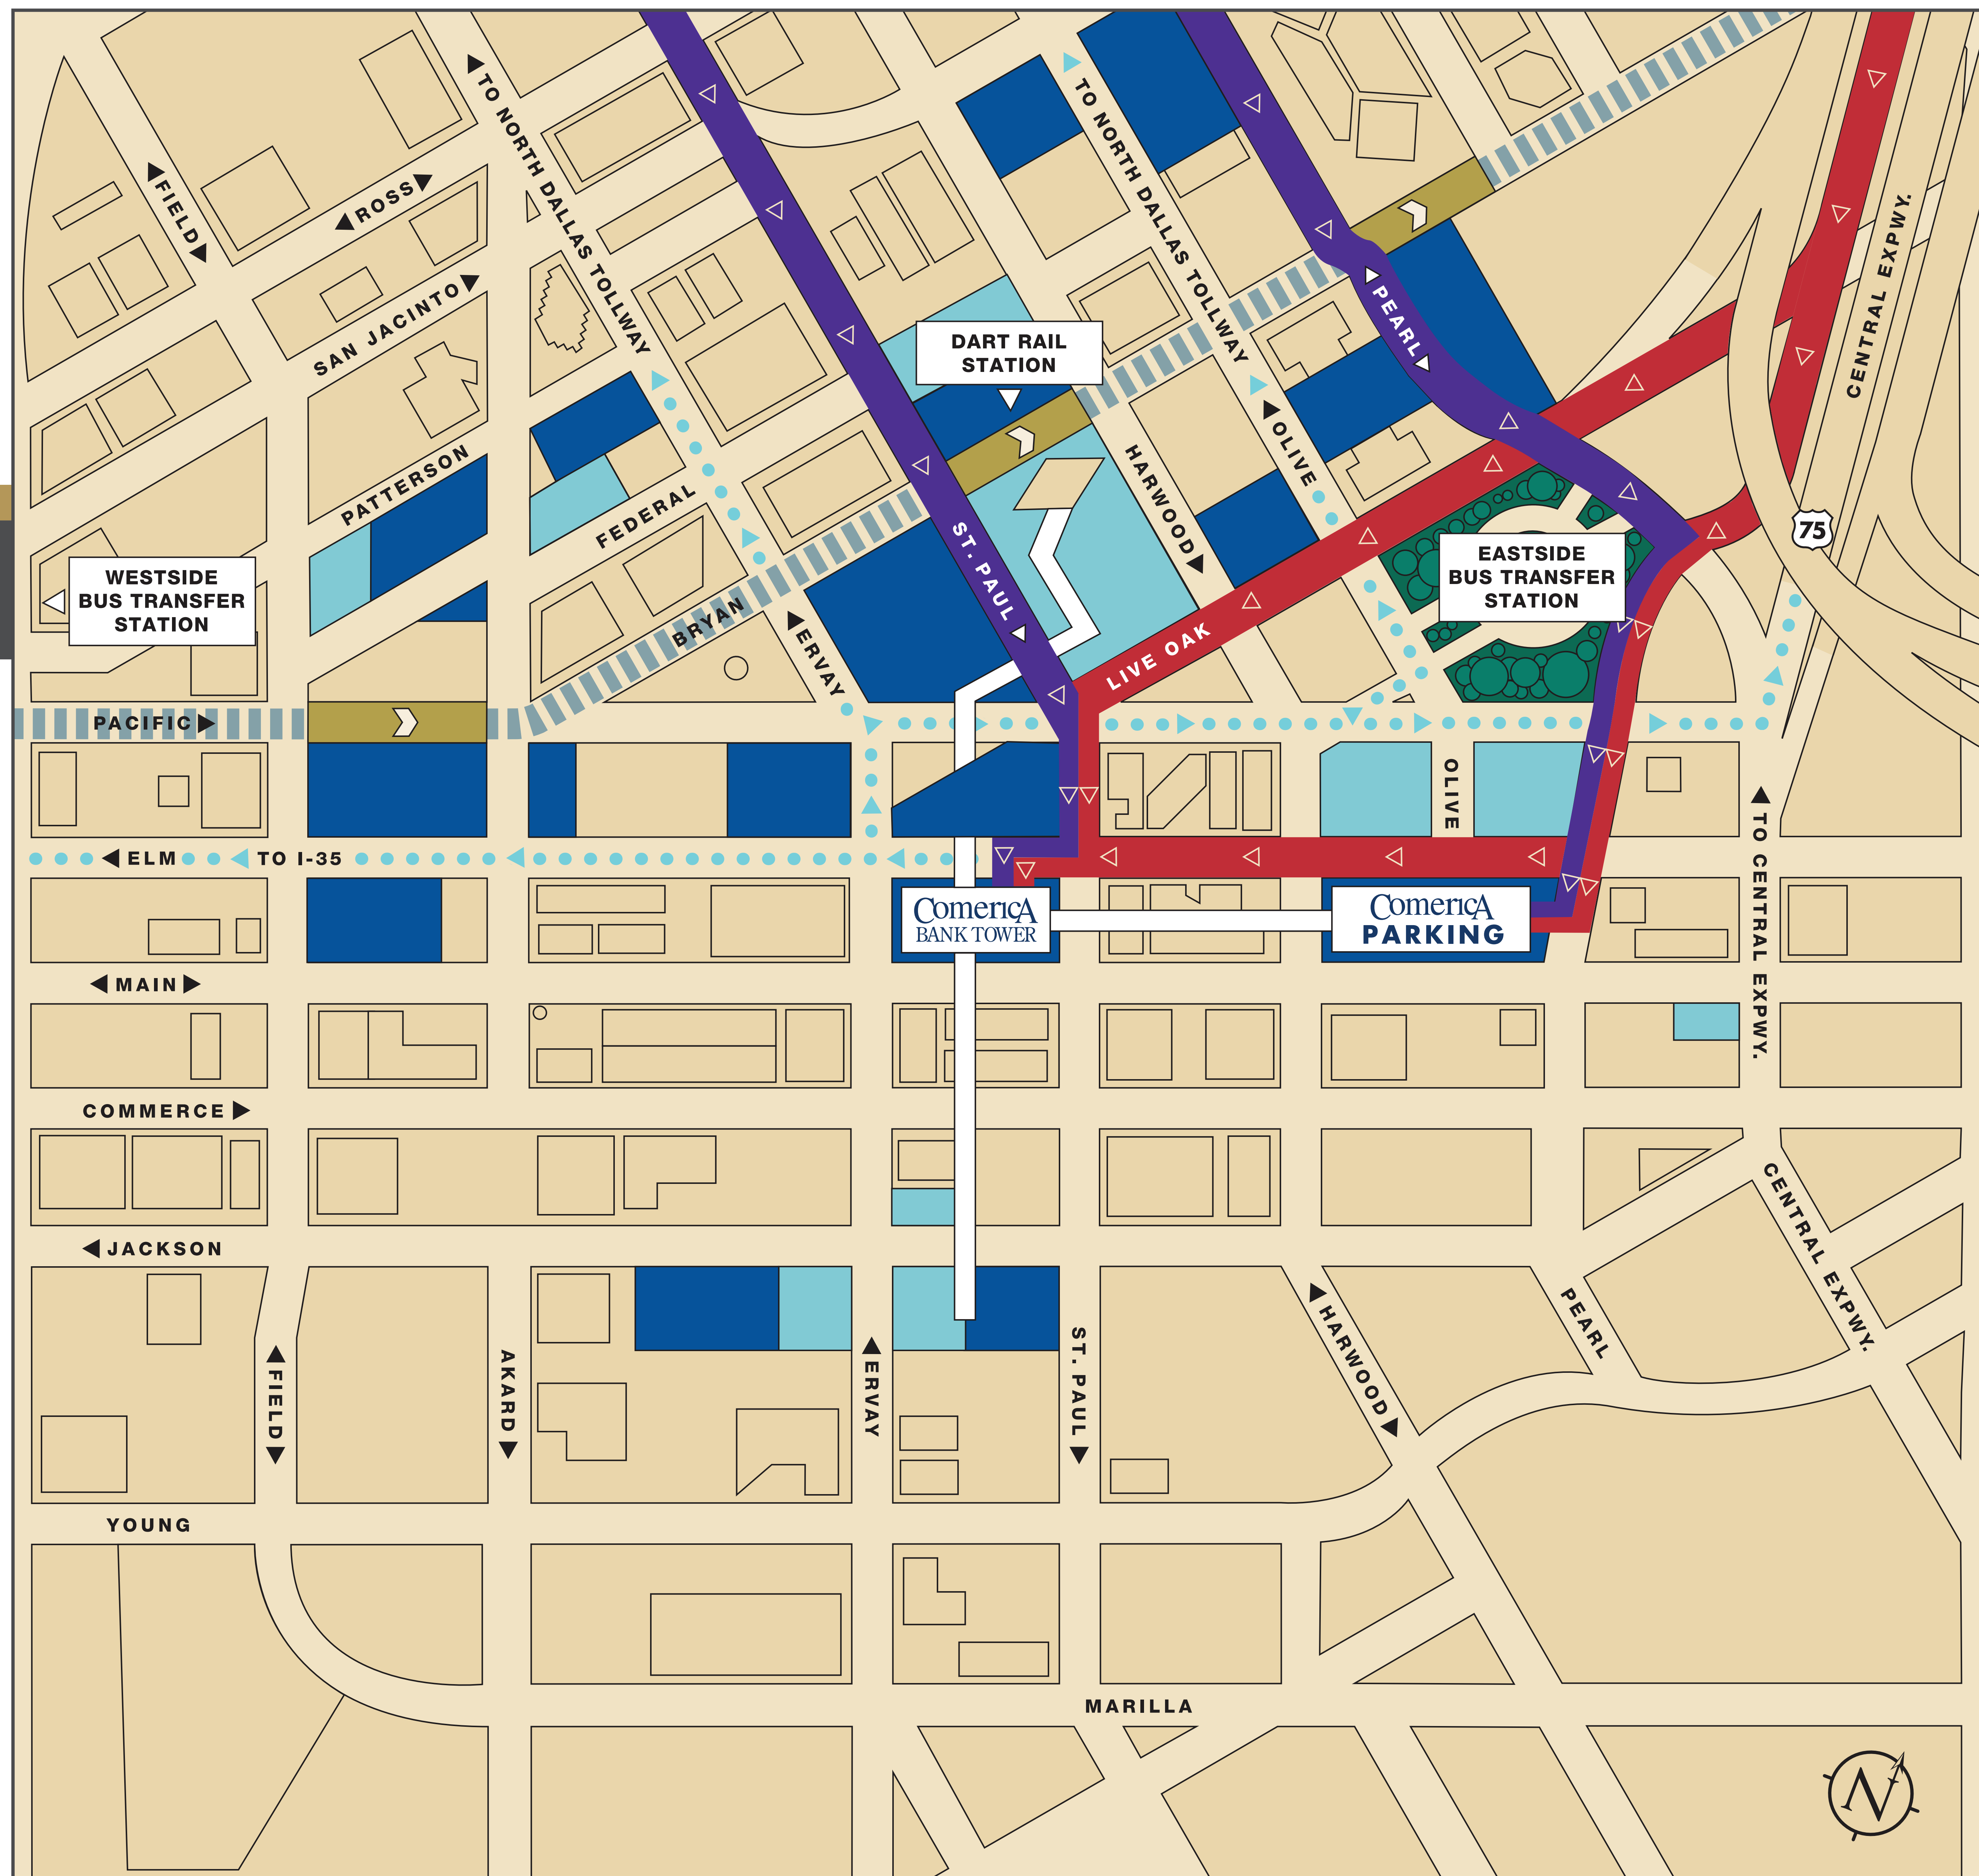 TO NORTH DALLAS TOLLWAY
TO NORTH DALLAS TOLLWAY
FIELD
ROSS
SAN JACINTO
CENTRAL EXPWY.
PEARL
DART RAIL
STATION
OLIVE
HARWOOD
PATTERSON
FEDERAL
ST. PAUL
75
WESTSIDE
BUS TRANSFER
STATION
EASTSIDE
BUS TRANSFER
STATION
BRYAN
ERVAY
LIVE OAK
PACIFIC
OLIVE
ELM
TO I-35
TO CENTRAL EXPWY.
ComericA
BANK TOWER
ComericA
PARKING
MAIN
COMMERCE
JACKSON
CENTRAL EXPWY.
PEARL
HARWOOD
FIELD
AKARD
ERVAY
ST. PAUL
YOUNG
MARILLA
N